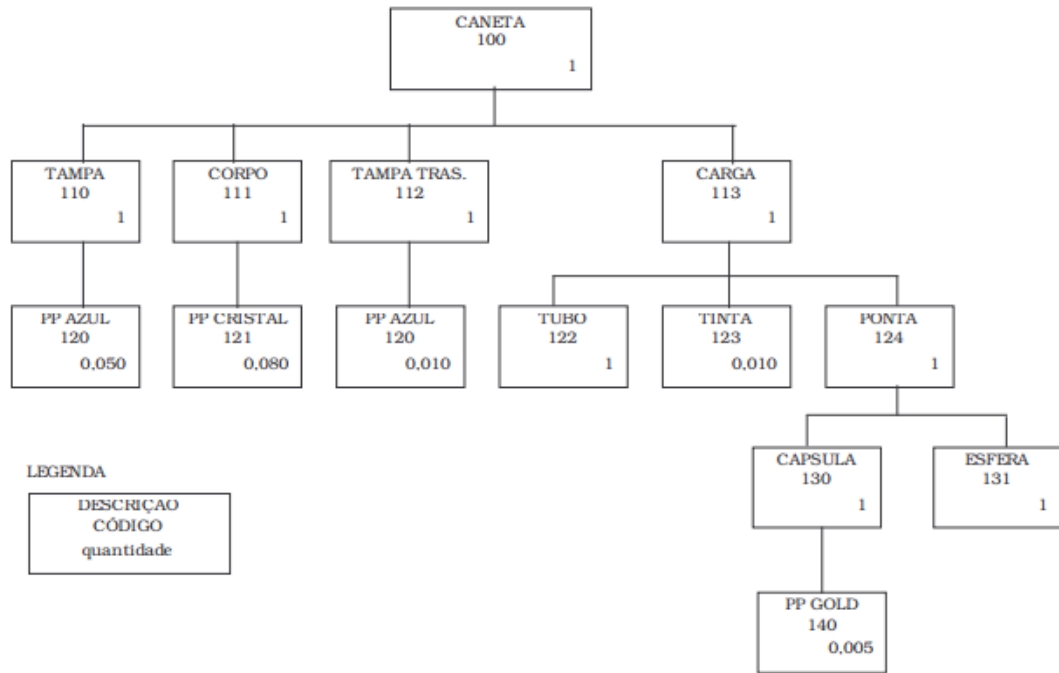 CANETA
100
1
TAMPA
110
1
CORPO
111
1
TAMPA TRAS.
112
1
CARGA
113
1
PP AZUL
120
0,050
PP CRISTAL
121
0,080
PP AZUL
120
0,010
TUBO
122
1
TINTA
123
0,010
PONTA
124
1
CAPSULA
130
1
ESFERA
131
1
LEGENDA
DESCRIÇAO
CÓDIGO
quantidade
PP GOLD
140
0,005